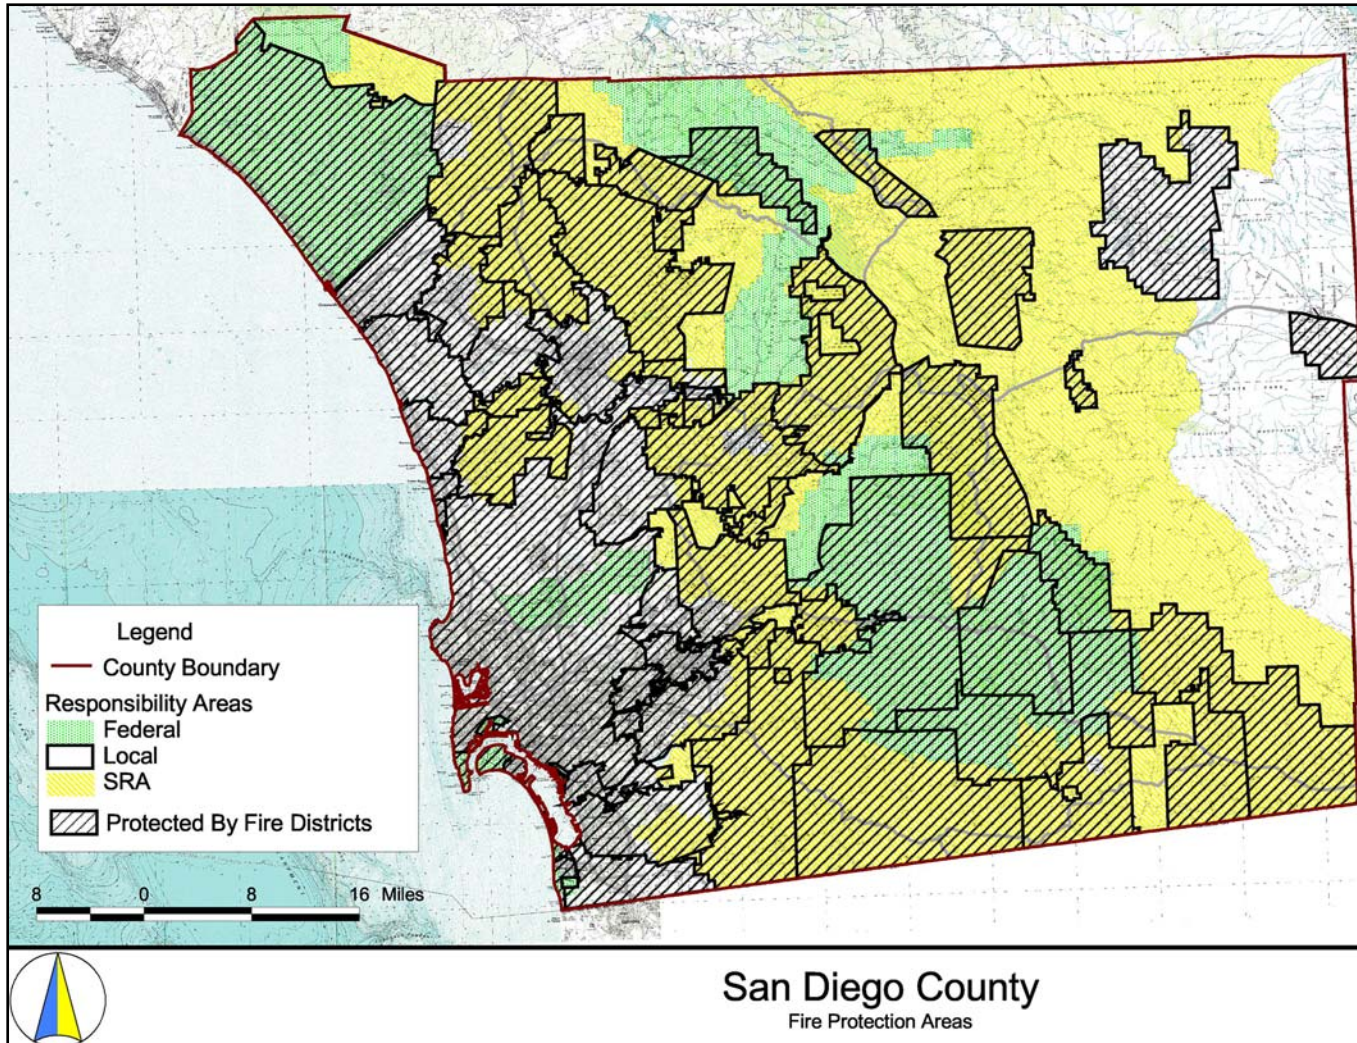 Legend
County Boundary
Responsibility Areas
Federal
Local
SRA
Protected By Fire Districts
8 0 8 16 Miles
San Diego County
Fire Protection Areas